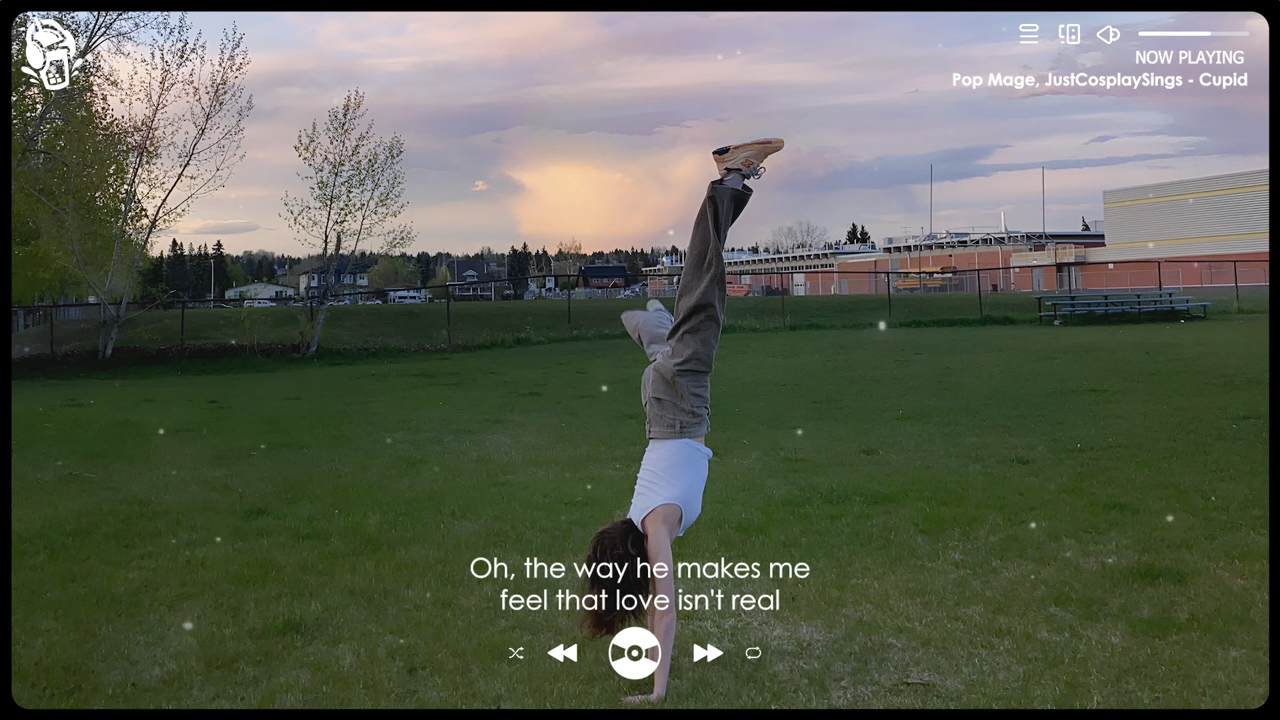 NOW PLAYING
Pop Mage, JustCosplaySings - Cupid
Oh, the way he makes me
feel that love isn't real